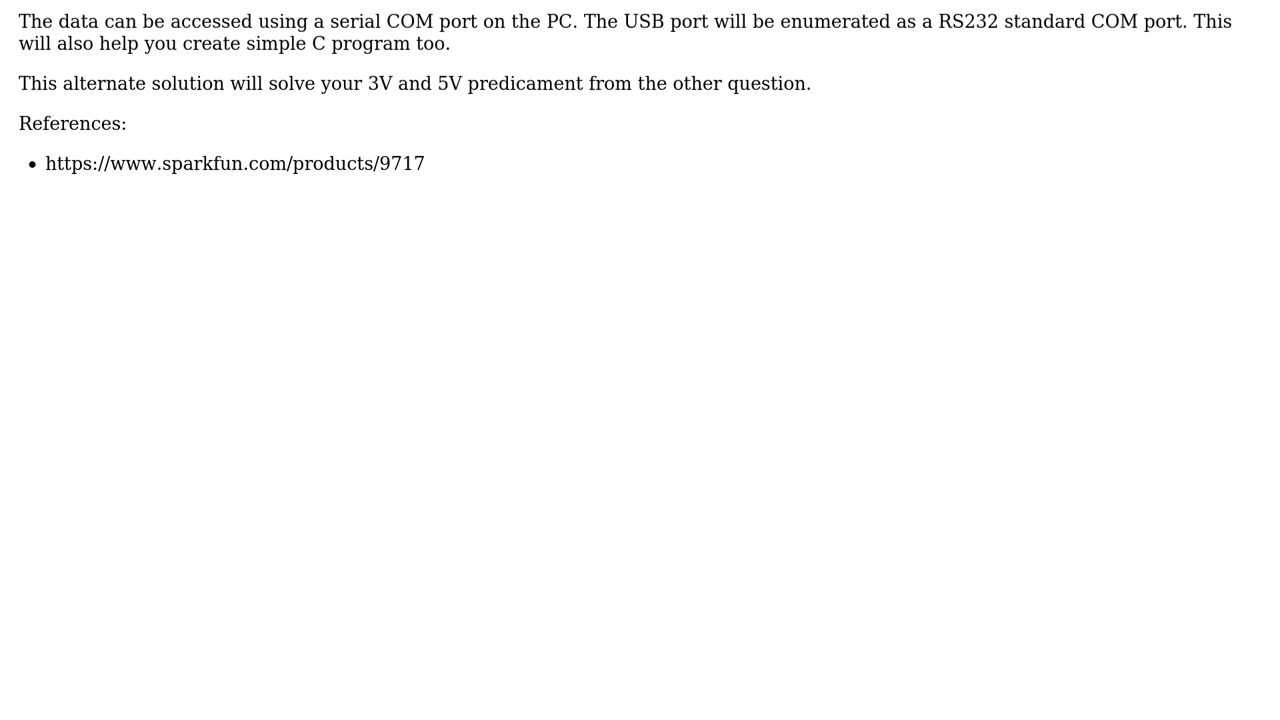 The data can be accessed using a serial COM port on the PC. The USB port will be enumerated as a RS232 standard COM port. This
will also help you create simple C program too.
This alternate solution will solve your 3V and 5V predicament from the other question.
References:
• https://www.sparkfun.com/products/9717